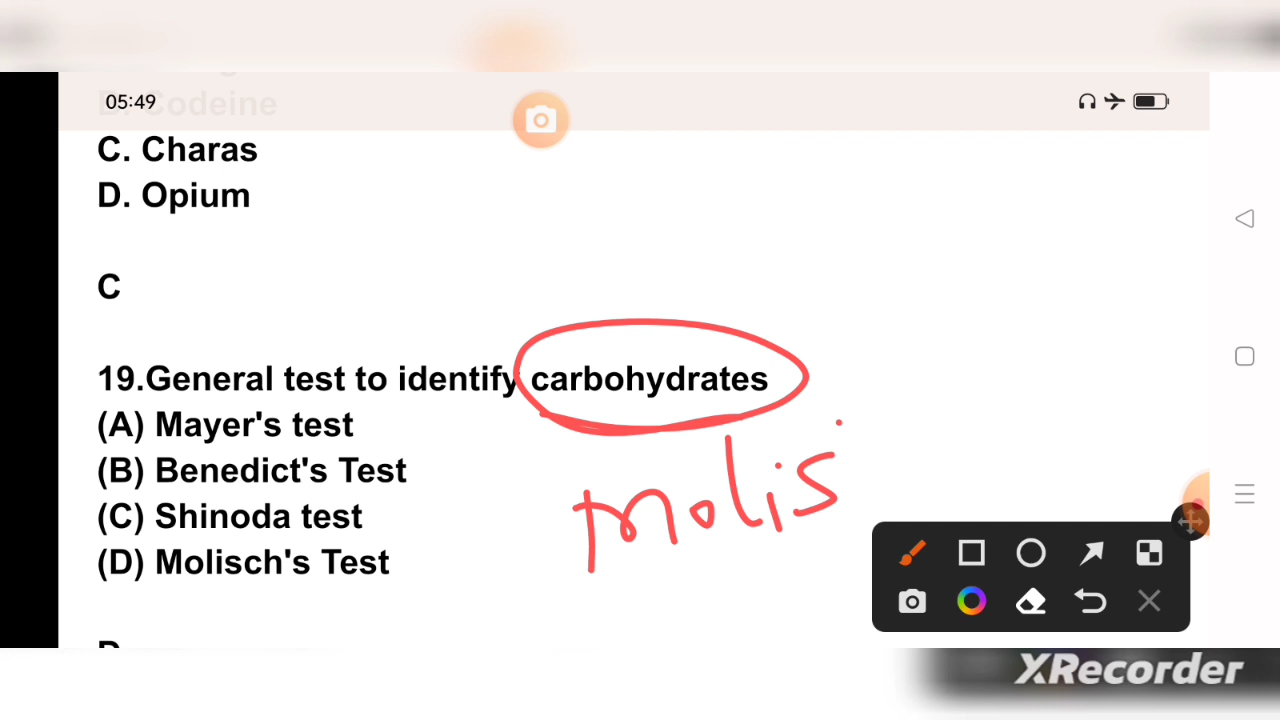 05:49
B. Codeine
C. Charas
D. Opium
C
19.General test to identify carbohydrates
(A) Mayer's test
(B) Benedict's Test
(C) Shinoda test
(D) Molisch's Test
molis
XRecorder